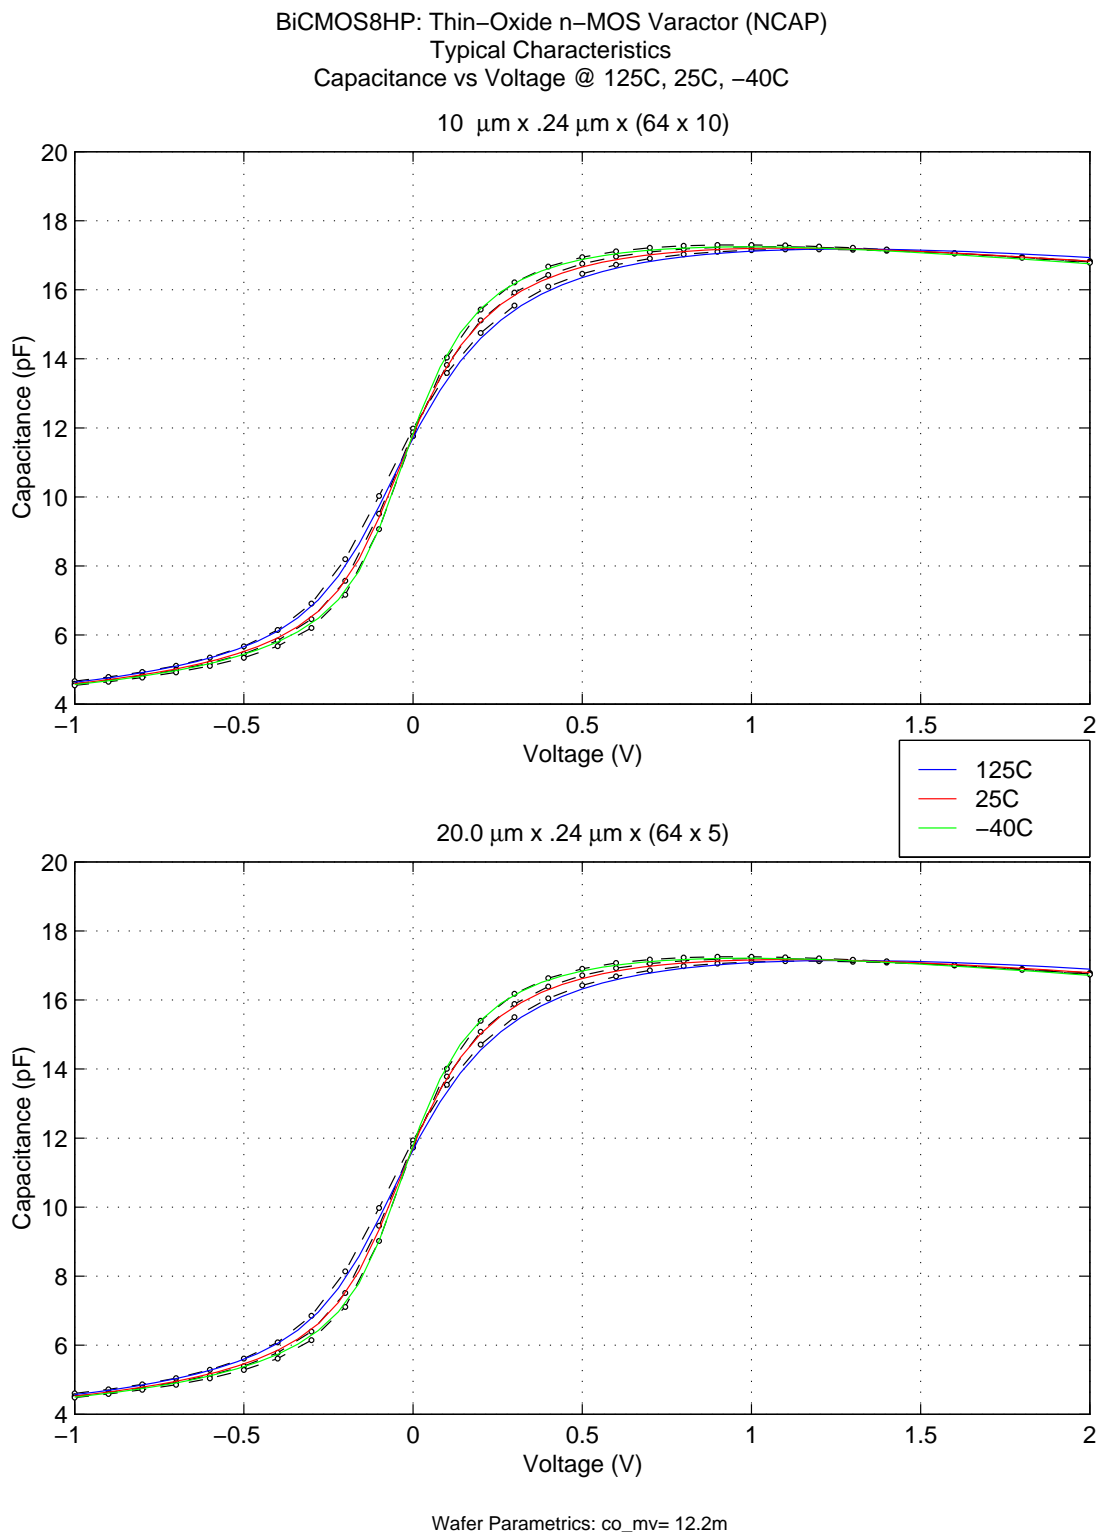 BiCMOS8HP: Thin−Oxide n−MOS Varactor (NCAP)
Typical Characteristics
Capacitance vs Voltage @ 125C, 25C, −40C
10 μm x .24 μm x (64 x 10)
20
18
16
14
12
10
8
6
4
Capacitance (pF)
−1
−0.5
0
0.5
1
1.5
2
Voltage (V)
125C
25C
−40C
20.0 μm x .24 μm x (64 x 5)
20
18
16
14
12
10
8
6
4
Capacitance (pF)
−1
−0.5
0
0.5
1
1.5
2
Voltage (V)
Wafer Parametrics: co_mv= 12.2m